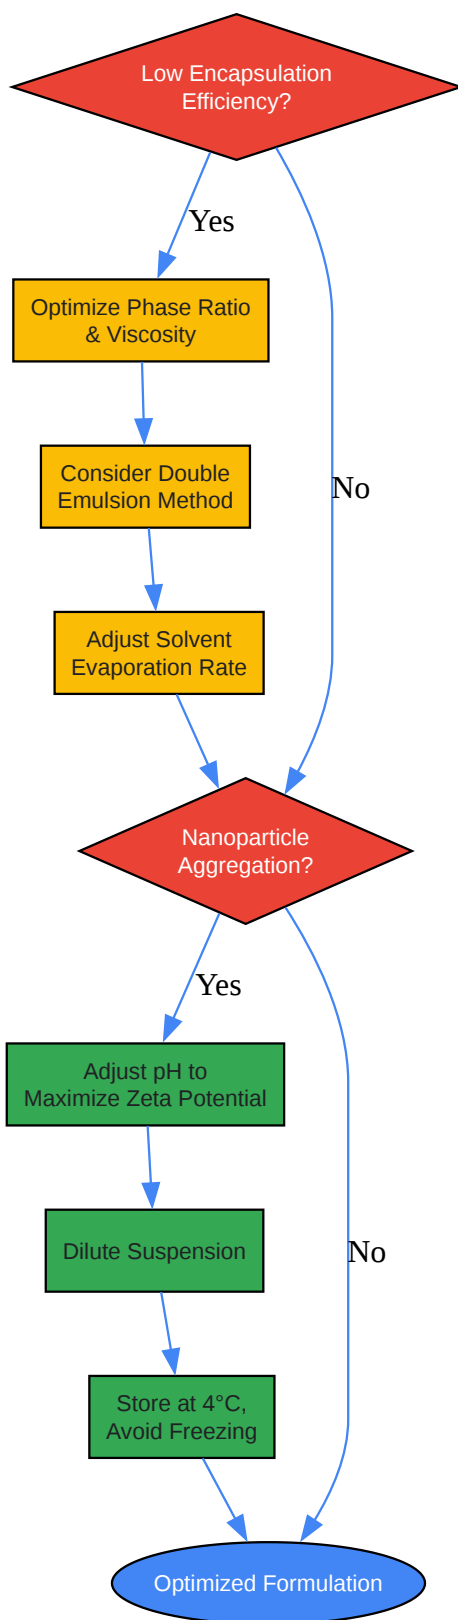 Low Encapsulation
Efficiency?
Yes
Optimize Phase Ratio
& Viscosity
Consider Double
Emulsion Method
No
Adjust Solvent
Evaporation Rate
Nanoparticle
Aggregation?
Yes
Adjust pH to
Maximize Zeta Potential
Dilute Suspension
No
Store at 4°C,
Avoid Freezing
Optimized Formulation